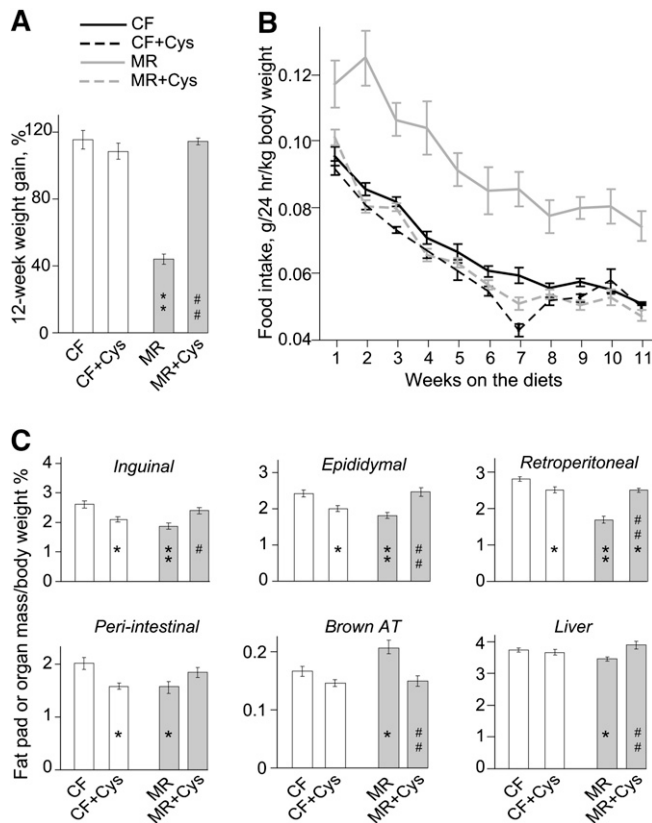 A
CF
CF+Cys
MR
MR+Cys
12-week weight gain, %
120
80
40
0
* *
# #
CF
CF+Cys
MR
MR+Cys
B
Food intake, g/24 hr/kg body weight
0.12
0.10
0.08
0.06
0.04
1 2 3 4 5 6 7 8 9 10 11
Weeks on the diets
C
Fat pad or organ mass/body weight %
Inguinal
4
3
2
1
0
*
* *
#
Epididymal
3
2
1
0
*
* *
# #
Retroperitoneal
3
2
1
0
*
* *
# # *
Peri-intestinal
2
1
0
*
*
CF
CF+Cys
MR
MR+Cys
Brown AT
0.2
0.1
0
*
# #
CF
CF+Cys
MR
MR+Cys
Liver
4
3
2
1
0
*
# #
CF
CF+Cys
MR
MR+Cys